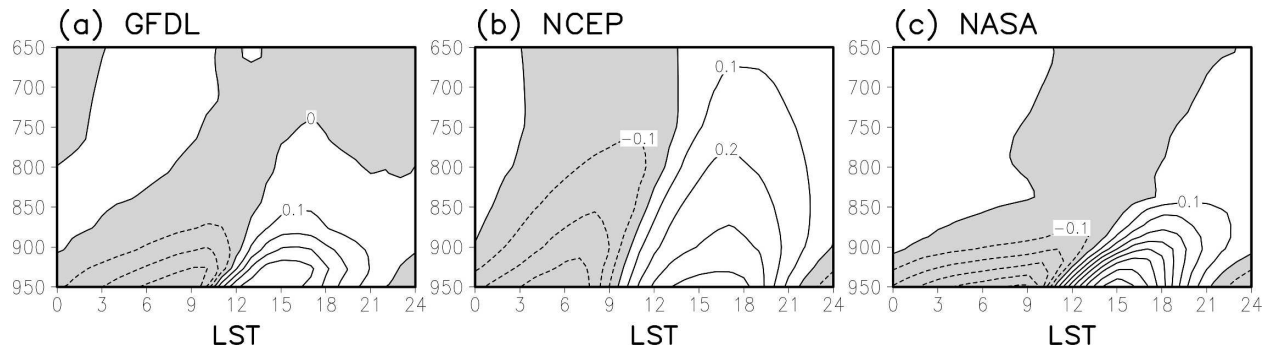 (a) GFDL (b) NCEP (c) NASA
650 650 650
700 700 700
750 750 750
800 800 800
850 850 850
900 900 900
950 950 950
0 0.1 -0.1 0.1 0.2 -0.1 0.1
0 3 6 9 12 15 18 21 24 0 3 6 9 12 15 18 21 24 0 3 6 9 12 15 18 21 24
LST LST LST